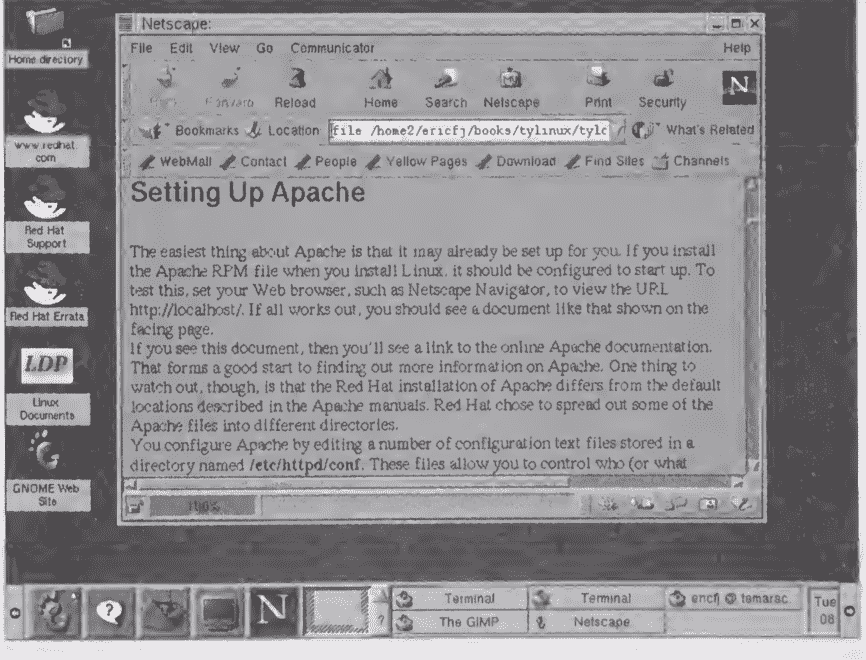 Home directory
www.redhat.
com
Red Hat
Support
Red Hat Errata
LDP
Linux
Documents
GNOME Web
Site
Netscape:
File Edit View Go Communicator Help
Forward Reload Home Search Netscape Print Security
N
Bookmarks Location: file /home2/ericfj/books/tylinux/tyl What's Related
WebMail Contact People Yellow Pages Download Find Sites Channels
Setting Up Apache
The easiest thing about Apache is that it may already be set up for you. If you install
the Apache RPM file when you install Linux, it should be configured to start up. To
test this, set your Web browser, such as Netscape Navigator, to view the URL
http://localhost/. If all works out, you should see a document like that shown on the
facing page.
If you see this document, then you'll see a link to the online Apache documentation.
That forms a good start to finding out more information on Apache. One thing to
watch out, though, is that the Red Hat installation of Apache differs from the default
locations described in the Apache manuals. Red Hat chose to spread out some of the
Apache files into different directories.
You configure Apache by editing a number of configuration text files stored in a
directory named /etc/httpd/conf. These files allow you to control who (or what
100%
?
N
?
Terminal Terminal @ temarsc
The GIMP Netscape
Tue
08